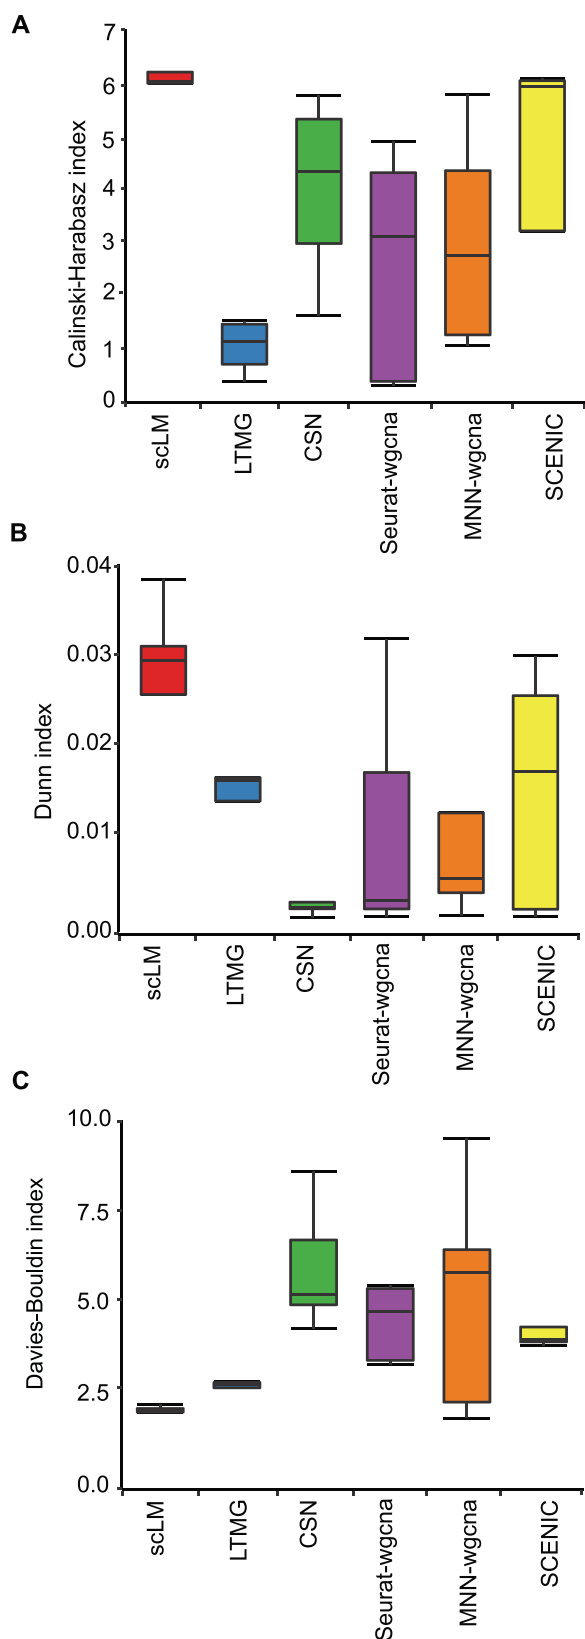 A
Calinski-Harabasz index
7
6
5
4
3
2
1
0
scLM
LTMG
CSN
Seurat-wgcna
MNN-wgcna
SCENIC
B
Dunn index
0.04
0.03
0.02
0.01
0.00
scLM
LTMG
CSN
Seurat-wgcna
MNN-wgcna
SCENIC
C
Davies-Bouldin index
10.0
7.5
5.0
2.5
0.0
scLM
LTMG
CSN
Seurat-wgcna
MNN-wgcna
SCENIC